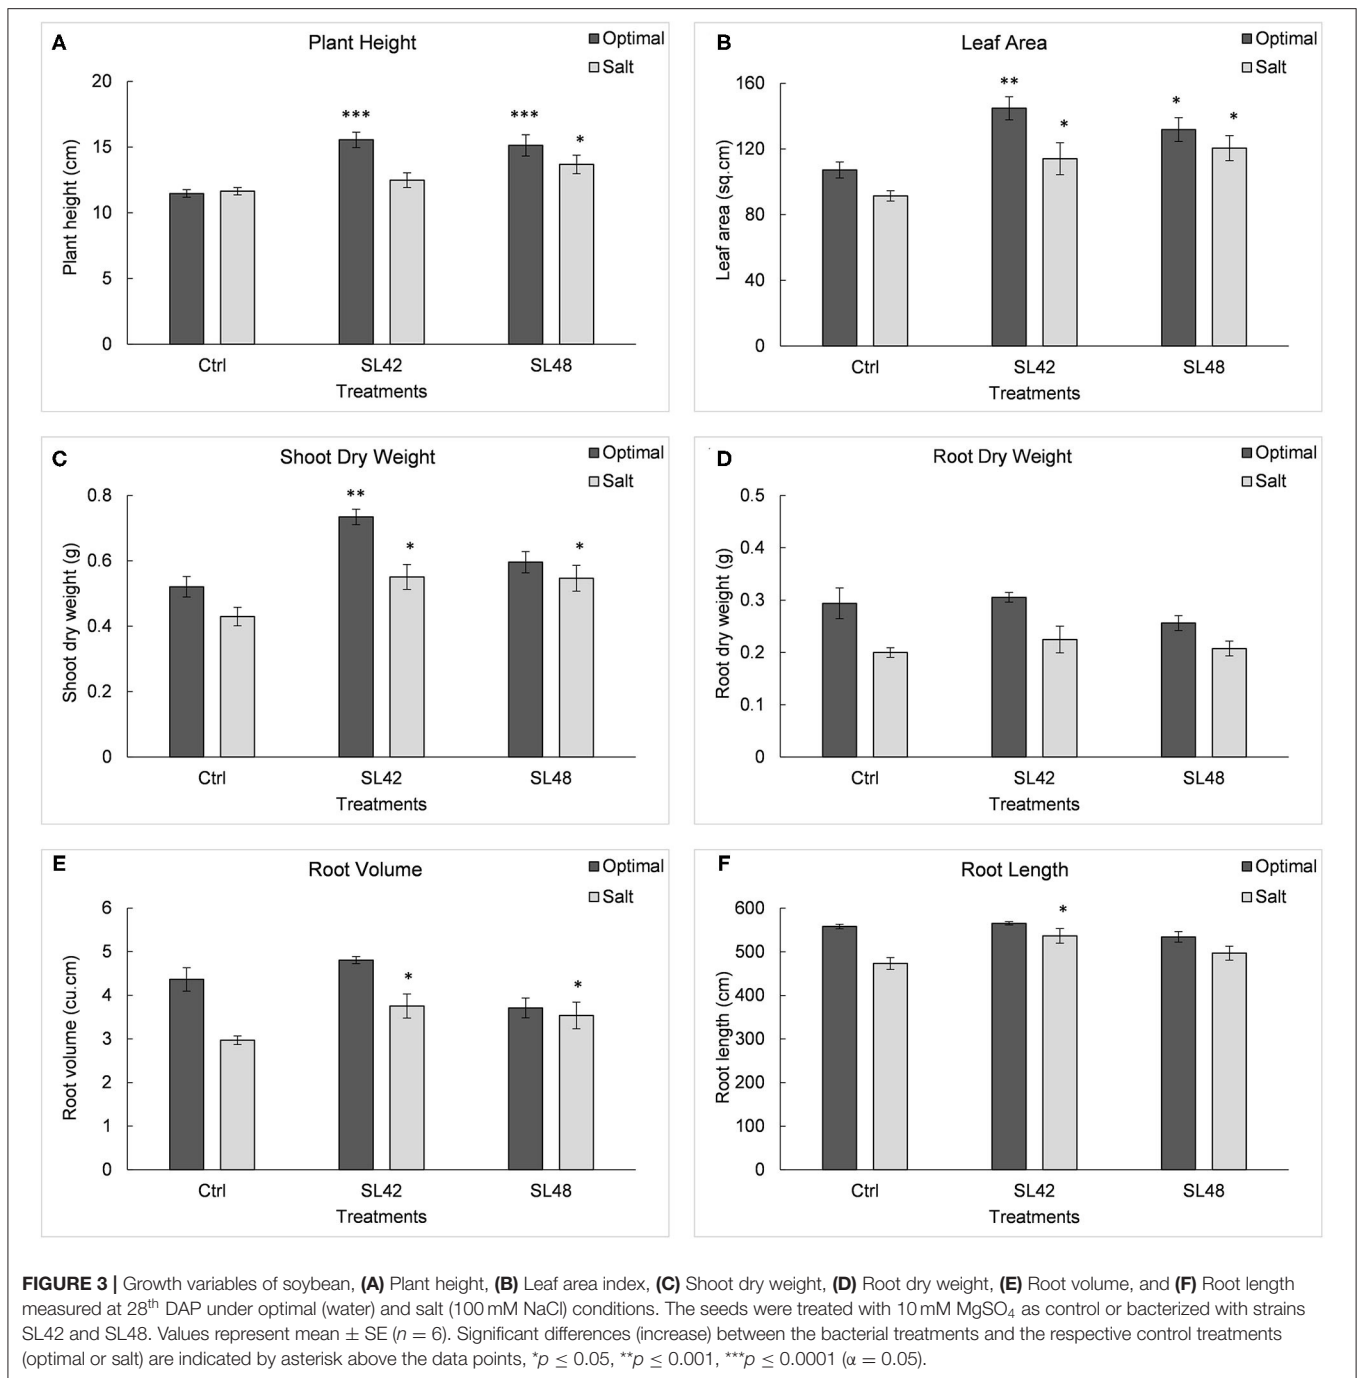 A
Plant Height
Optimal
Salt
***
***
*
20
15
10
5
0
Plant height (cm)
Ctrl
SL42
SL48
Treatments
B
Leaf Area
Optimal
Salt
**
*
*
*
160
120
80
40
0
Leaf area (sq.cm)
Ctrl
SL42
SL48
Treatments
C
Shoot Dry Weight
Optimal
Salt
**
*
*
0.8
0.6
0.4
0.2
0
Shoot dry weight (g)
Ctrl
SL42
SL48
Treatments
D
Root Dry Weight
Optimal
Salt
0.5
0.4
0.3
0.2
0.1
0
Root dry weight (g)
Ctrl
SL42
SL48
Treatments
E
Root Volume
Optimal
Salt
*
*
6
5
4
3
2
1
0
Root volume (cu.cm)
Ctrl
SL42
SL48
Treatments
F
Root Length
Optimal
Salt
*
600
500
400
300
200
100
0
Root length (cm)
Ctrl
SL42
SL48
Treatments
FIGURE 3 | Growth variables of soybean, (A) Plant height, (B) Leaf area index, (C) Shoot dry weight, (D) Root dry weight, (E) Root volume, and (F) Root length
measured at 28th DAP under optimal (water) and salt (100 mM NaCl) conditions. The seeds were treated with 10 mM MgSO₄ as control or bacterized with strains
SL42 and SL48. Values represent mean ± SE (n = 6). Significant differences (increase) between the bacterial treatments and the respective control treatments
(optimal or salt) are indicated by asterisk above the data points, *p ≤ 0.05, **p ≤ 0.001, ***p ≤ 0.0001 (α = 0.05).